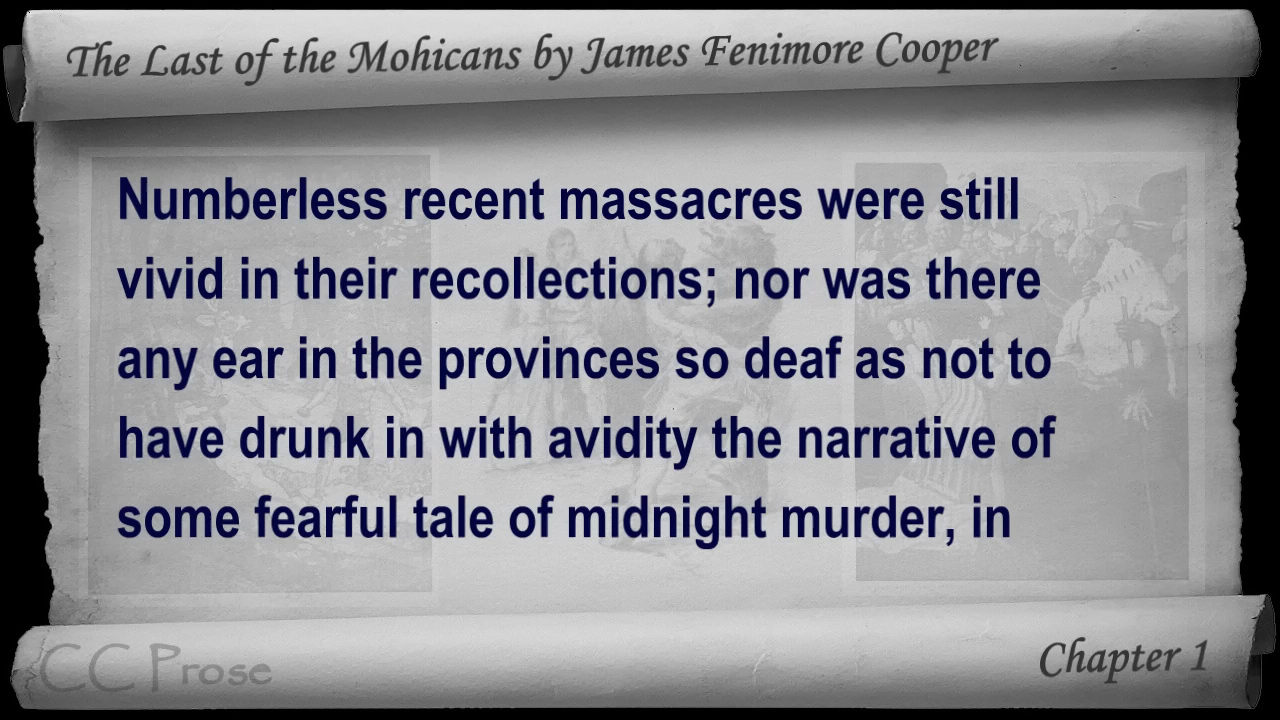 The Last of the Mohicans by James Fenimore Cooper
Numberless recent massacres were still
vivid in their recollections; nor was there
any ear in the provinces so deaf as not to
have drunk in with avidity the narrative of
some fearful tale of midnight murder, in
CC Prose
Chapter 1